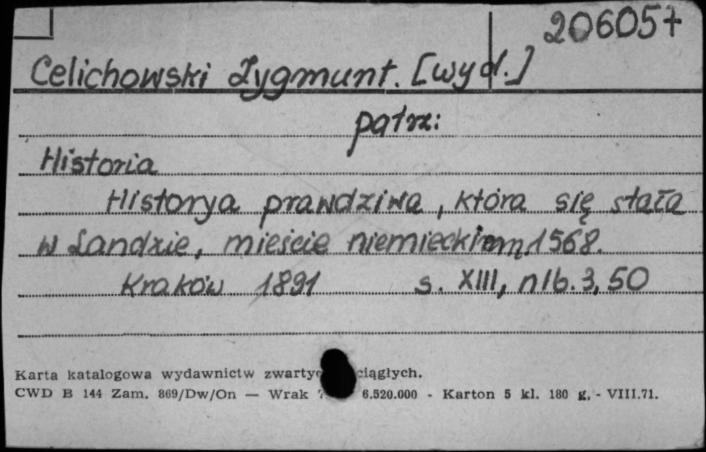 206057
Celichowski Zygmunt. [wyd.]
patrz:
Historia
Historya prawdziwa, która się stała
w Landzie, mieście niemieckiem 1568.
Kraków 1891 s. XIII, nlb. 3, 50
Karta katalogowa wydawnictw ciągłych.
CWD B 144 Zam. 869/Dw/On — Wrak 6.520.000 - Karton 5 kl. 180 g. - VIII.71.